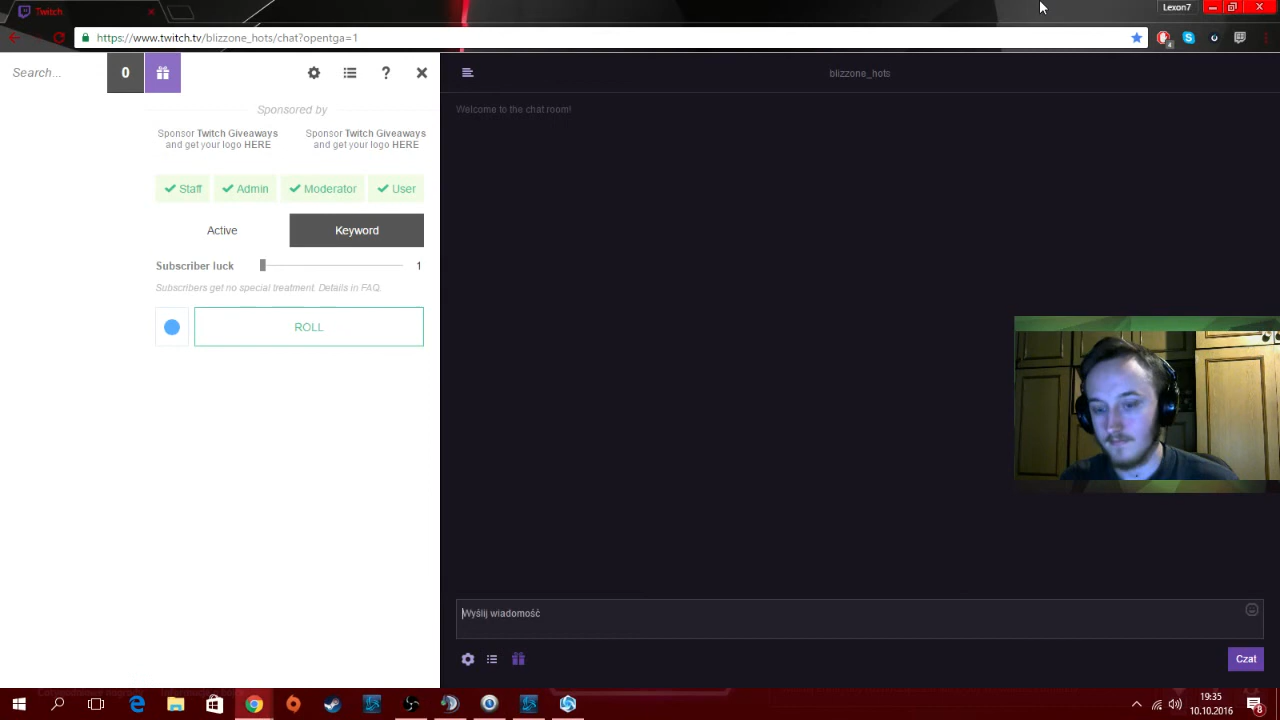 Twitch
Lexon7
https://www.twitch.tv/blizzone_hots/chat?opentga=1
4
Search...
0
?
blizzone_hots
Sponsored by
Welcome to the chat room!
Sponsor Twitch Giveaways
and get your logo HERE
Sponsor Twitch Giveaways
and get your logo HERE
Staff
Admin
Moderator
User
Active
Keyword
Subscriber luck
1
Subscribers get no special treatment. Details in FAQ.
ROLL
Wyślij wiadomość
Czat
19:35
10.10.2016
8